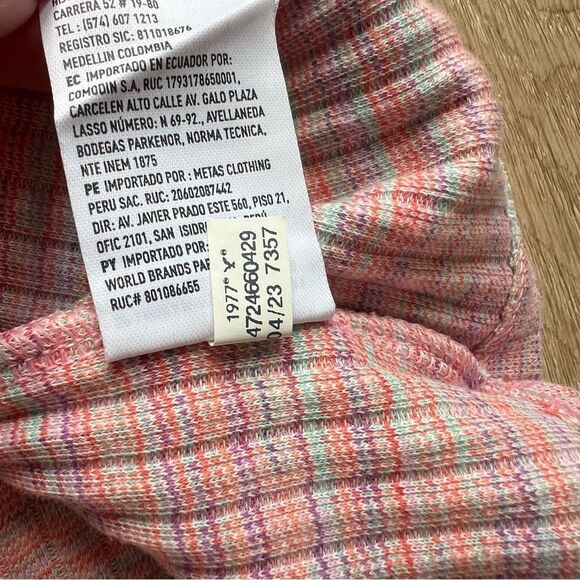 CARRERA 52 # 19-80
TEL : (574) 607 1213
REGISTRO SIC: 811018676
MEDELLIN COLOMBIA
EC IMPORTADO EN ECUADOR POR:
COMODIN S.A, RUC 1793178650001,
CARCELEN ALTO CALLE AV. GALO PLAZA
LASSO NÚMERO: N 69-92., AVELLANEDA
BODEGAS PARKENOR, NORMA TECNICA,
NTE INEM 1875
PE IMPORTADO POR : METAS CLOTHING
PERU SAC. RUC: 20602087442
DIR: AV. JAVIER PRADO ESTE 560, PISO 21,
OFIC 2101, SAN ISIDRO
PY IMPORTADO POR:
WORLD BRANDS PAR
RUC# 801086655
1977°
4724660429
04/23 7357